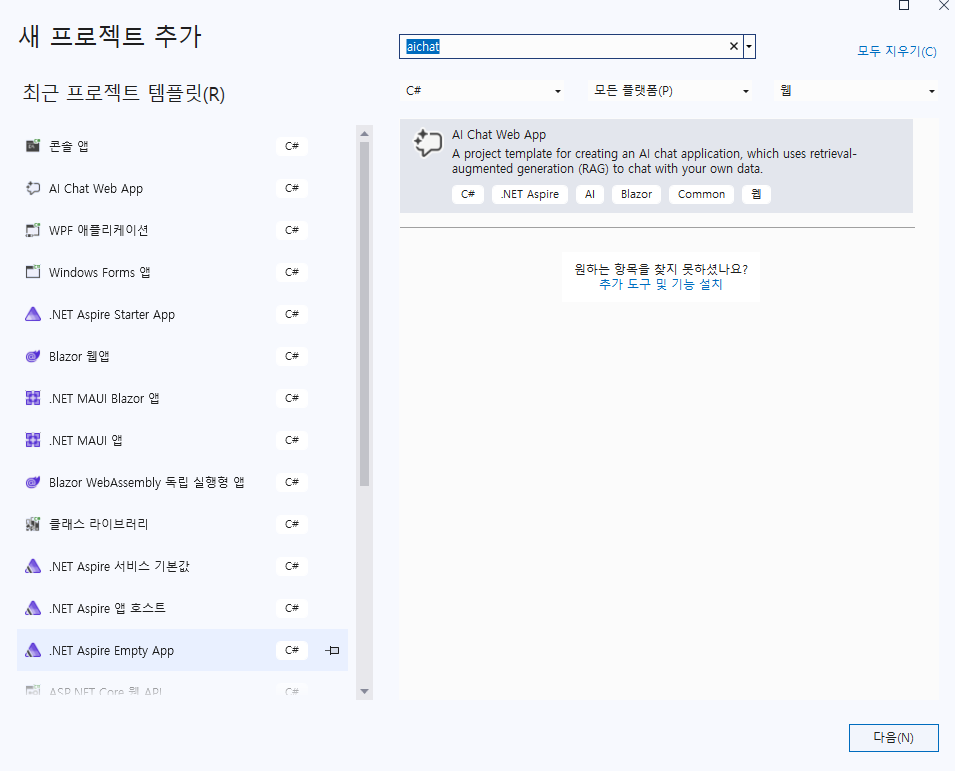 새 프로젝트 추가
aichat
모두 지우기(C)
최근 프로젝트 템플릿(R)
C#
모든 플랫폼(P)
웹
콘솔 앱 C#
AI Chat Web App C#
WPF 애플리케이션 C#
Windows Forms 앱 C#
.NET Aspire Starter App C#
Blazor 웹앱 C#
.NET MAUI Blazor 앱 C#
.NET MAUI 앱 C#
Blazor WebAssembly 독립 실행형 앱 C#
클래스 라이브러리 C#
.NET Aspire 서비스 기본값 C#
.NET Aspire 앱 호스트 C#
.NET Aspire Empty App C#
ASP.NET Core 웹 API C#
AI Chat Web App
A project template for creating an AI chat application, which uses retrieval-
augmented generation (RAG) to chat with your own data.
C# .NET Aspire AI Blazor Common 웹
원하는 항목을 찾지 못하셨나요?
추가 도구 및 기능 설치
다음(N)